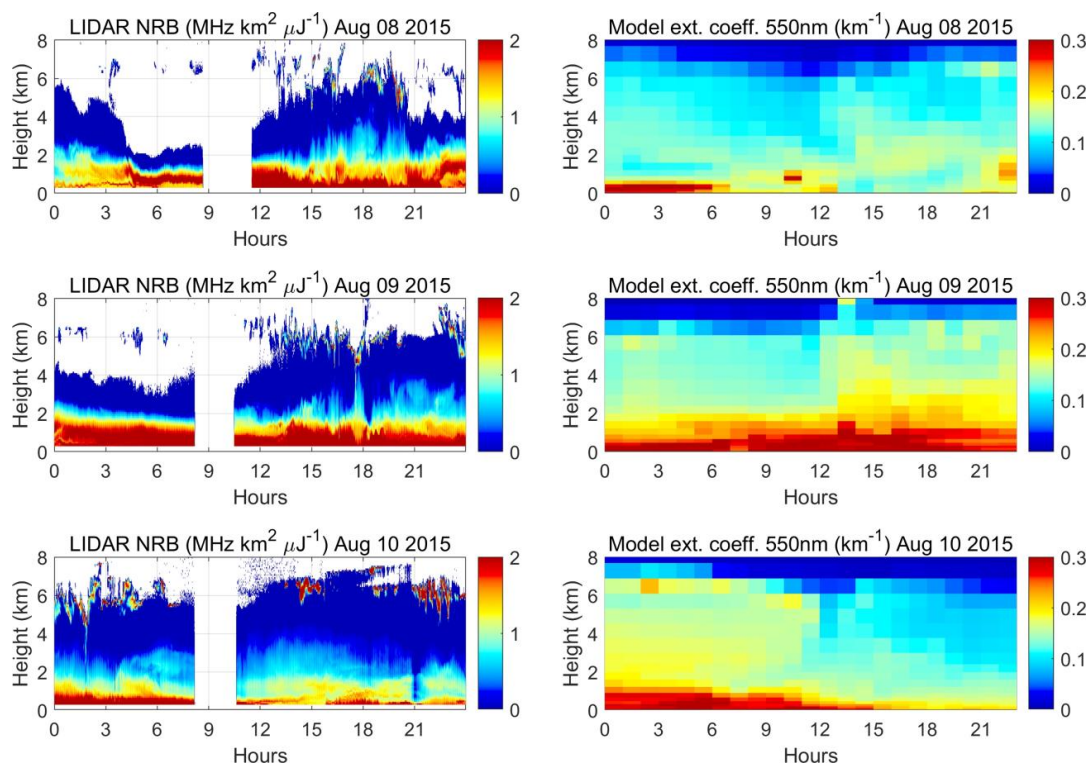 LIDAR NRB (MHz km² μJ⁻¹) Aug 08 2015
Height (km)
8
6
4
2
0
0 3 6 9 12 15 18 21
Hours
2
1
0
Model ext. coeff. 550nm (km⁻¹) Aug 08 2015
Height (km)
8
6
4
2
0
0 3 6 9 12 15 18 21
Hours
0.3
0.2
0.1
0
LIDAR NRB (MHz km² μJ⁻¹) Aug 09 2015
Height (km)
8
6
4
2
0
0 3 6 9 12 15 18 21
Hours
2
1
0
Model ext. coeff. 550nm (km⁻¹) Aug 09 2015
Height (km)
8
6
4
2
0
0 3 6 9 12 15 18 21
Hours
0.3
0.2
0.1
0
LIDAR NRB (MHz km² μJ⁻¹) Aug 10 2015
Height (km)
8
6
4
2
0
0 3 6 9 12 15 18 21
Hours
2
1
0
Model ext. coeff. 550nm (km⁻¹) Aug 10 2015
Height (km)
8
6
4
2
0
0 3 6 9 12 15 18 21
Hours
0.3
0.2
0.1
0